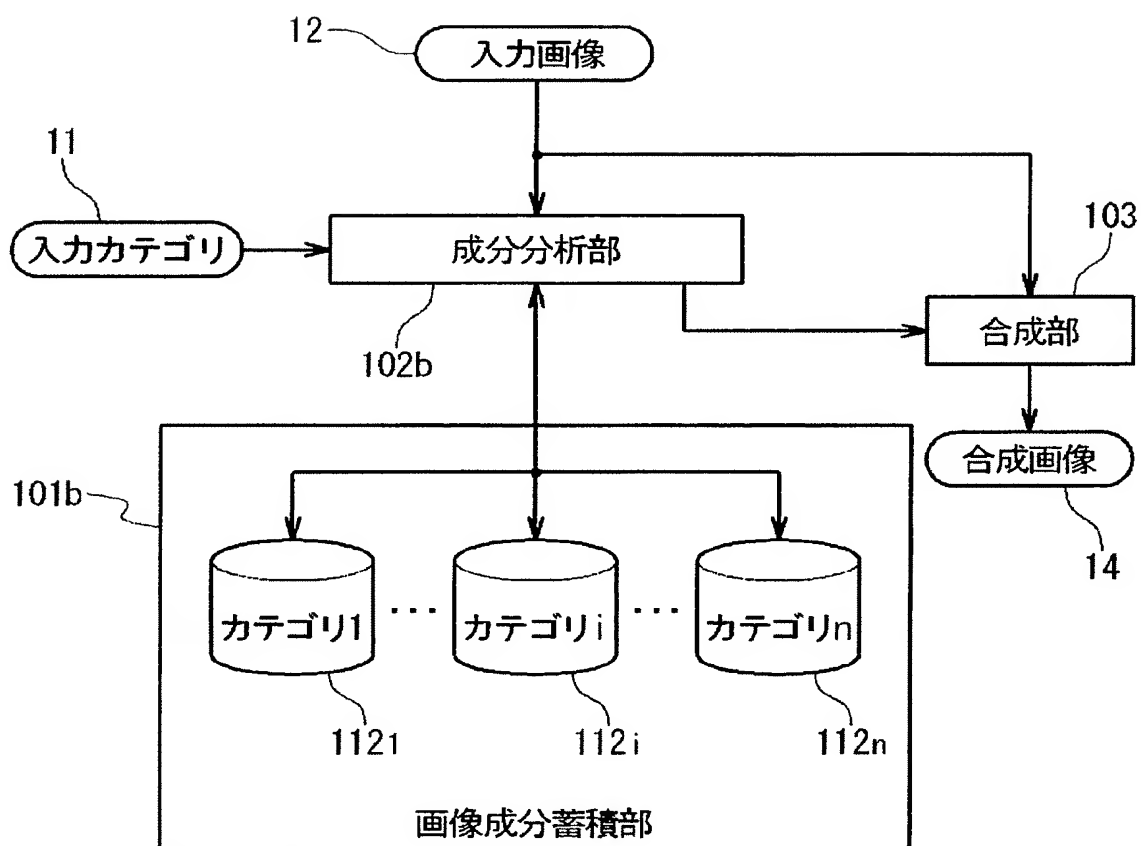 12
入力画像
11
入力カテゴリ
成分分析部
103
102b
合成部
合成画像
101b
14
カテゴリ1
...
カテゴリi
...
カテゴリn
1121
112i
112n
画像成分蓄積部